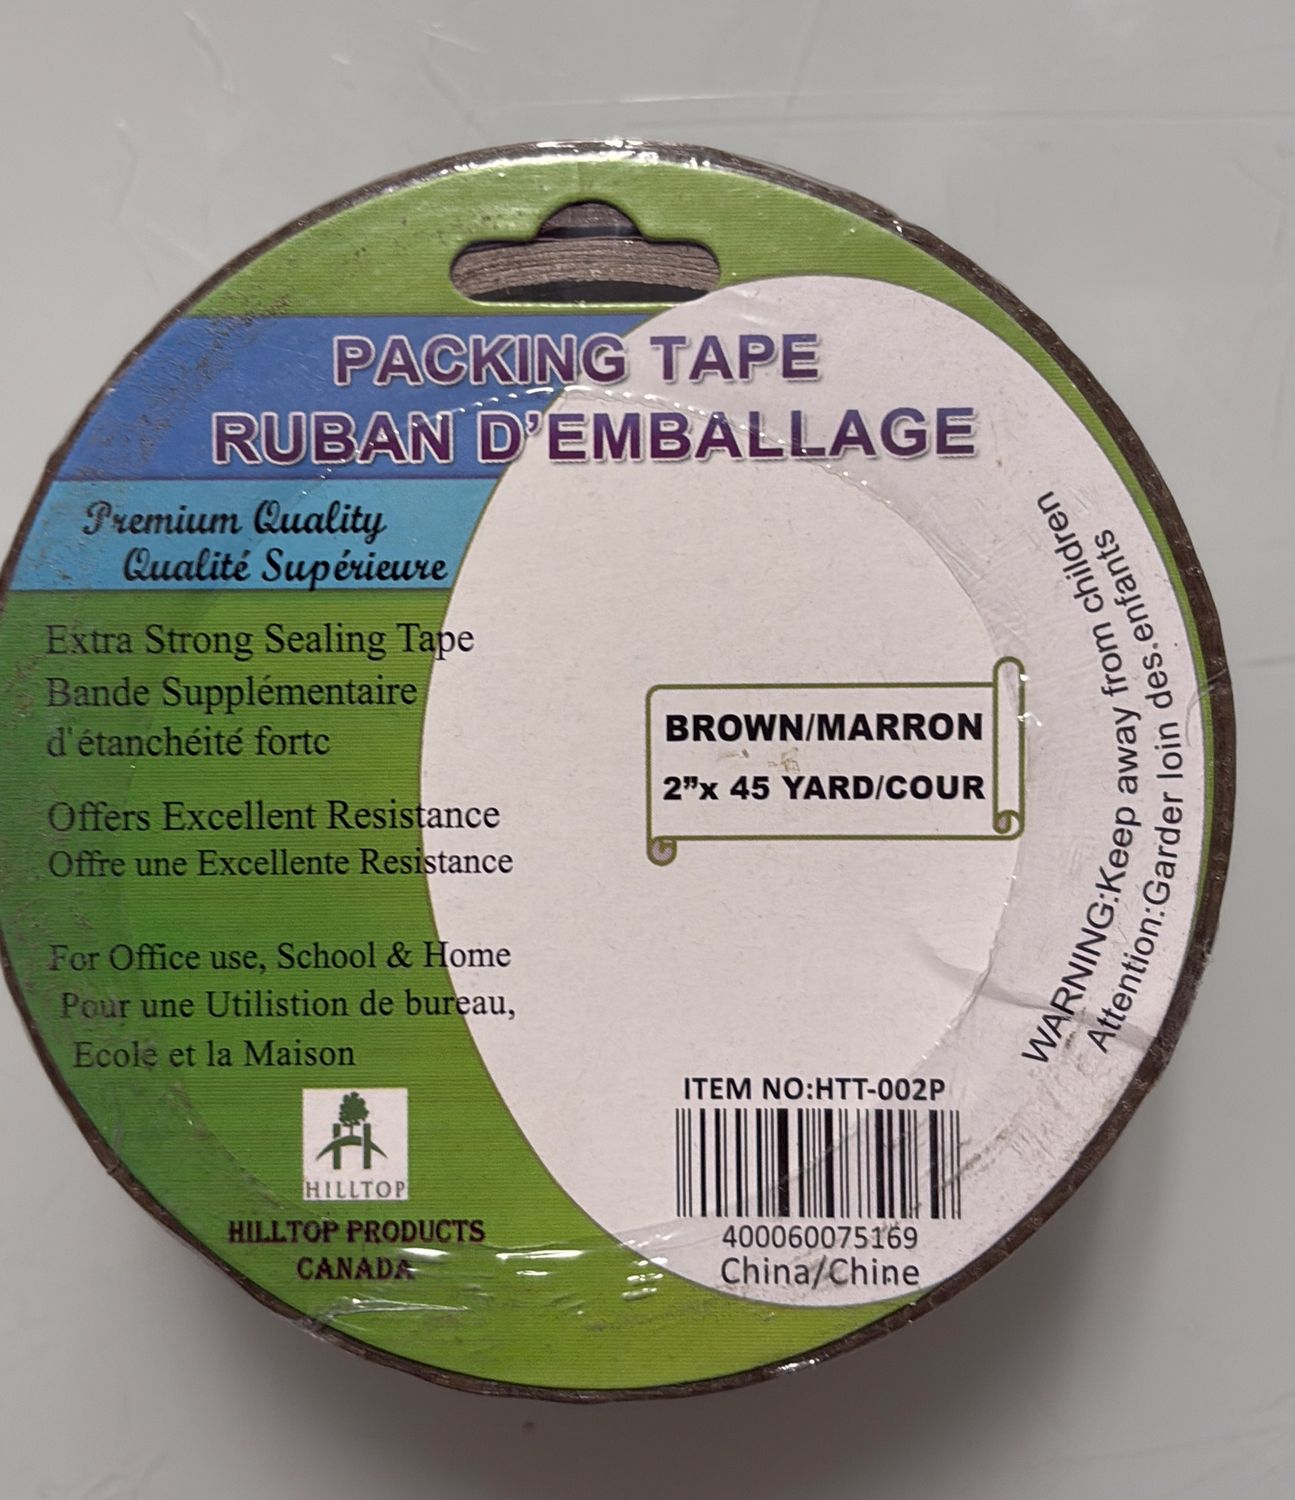 PACKING TAPE
RUBAN D'EMBALLAGE
Premium Quality
Qualité Supérieure
Extra Strong Sealing Tape
Bande Supplémentaire
d'étanchéité fortc
Offers Excellent Resistance
Offre une Excellente Resistance
For Office use, School & Home
Pour une Utilistion de bureau,
Ecole et la Maison
HILLTOP
HILLTOP PRODUCTS
CANADA
BROWN/MARRON
2”x 45 YARD/COUR
WARNING:Keep away from children
Attention:Garder loin des.enfants
ITEM NO:HTT-002P
400060075169
China/Chine